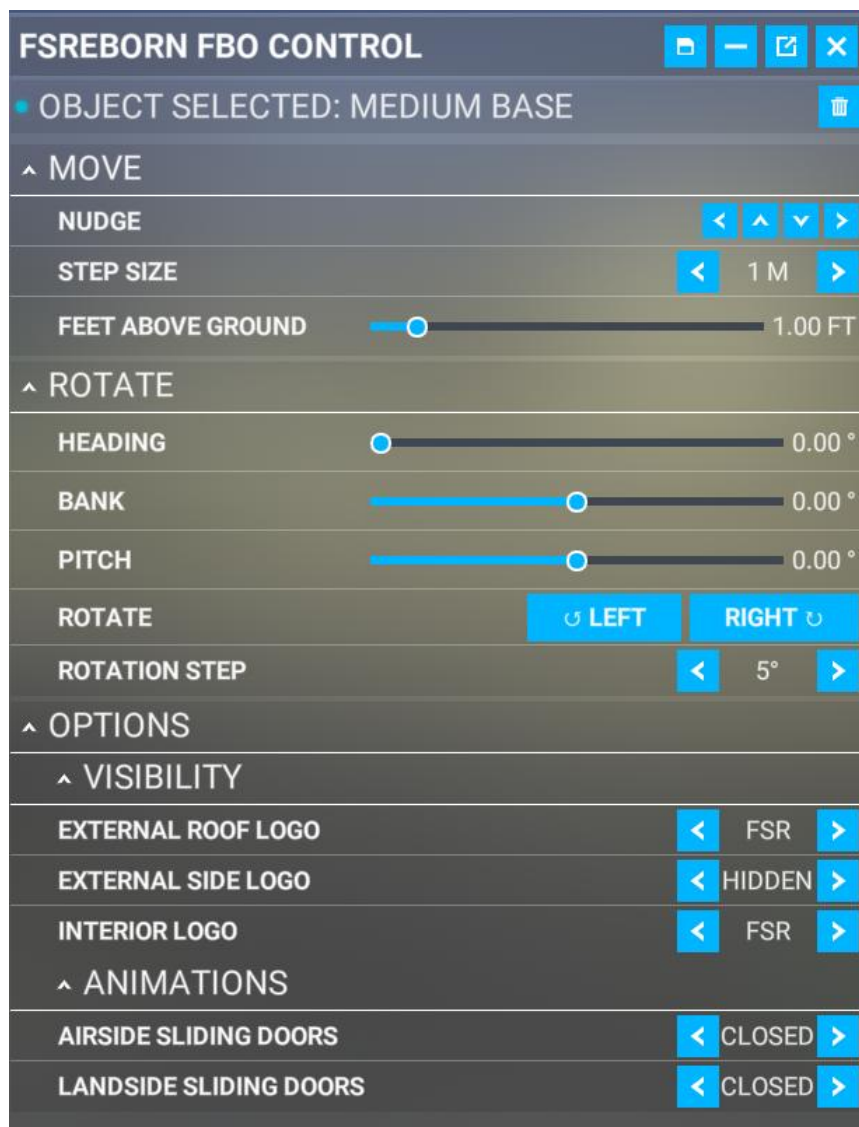 FSREBORN FBO CONTROL
OBJECT SELECTED: MEDIUM BASE
MOVE
NUDGE
STEP SIZE 1 M
FEET ABOVE GROUND 1.00 FT
ROTATE
HEADING 0.00 °
BANK 0.00 °
PITCH 0.00 °
ROTATE ↺ LEFT RIGHT ↻
ROTATION STEP 5°
OPTIONS
VISIBILITY
EXTERNAL ROOF LOGO FSR
EXTERNAL SIDE LOGO HIDDEN
INTERIOR LOGO FSR
ANIMATIONS
AIRSIDE SLIDING DOORS CLOSED
LANDSIDE SLIDING DOORS CLOSED